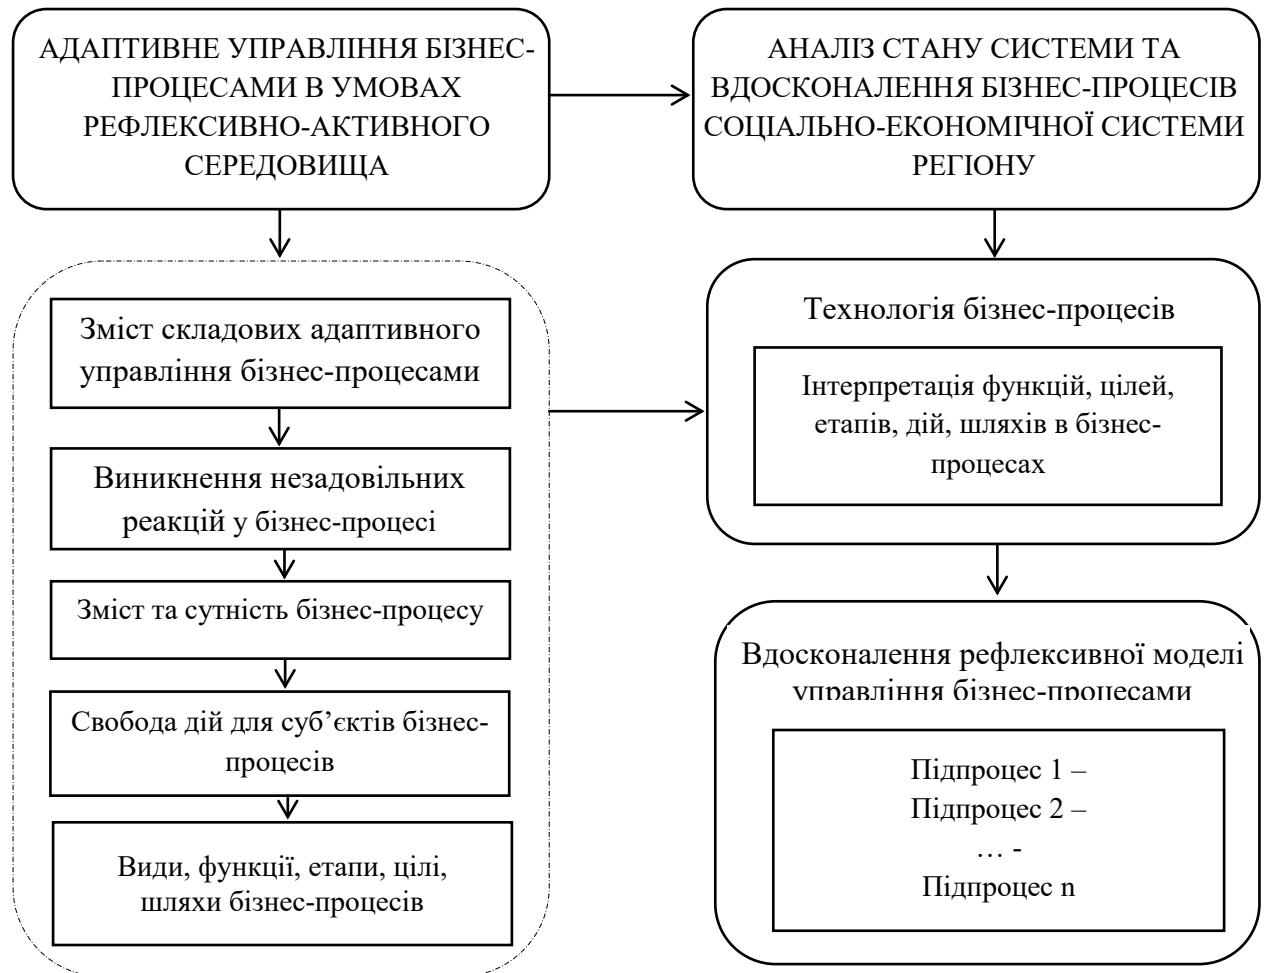 АДАПТИВНЕ УПРАВЛІННЯ БІЗНЕС-
ПРОЦЕСАМИ В УМОВАХ
РЕФЛЕКСИВНО-АКТИВНОГО
СЕРЕДОВИЩА
АНАЛІЗ СТАНУ СИСТЕМИ ТА
ВДОСКОНАЛЕННЯ БІЗНЕС-ПРОЦЕСІВ
СОЦІАЛЬНО-ЕКОНОМІЧНОЇ СИСТЕМИ
РЕГІОНУ
Зміст складових адаптивного
управління бізнес-процесами
Виникнення незадовільних
реакцій у бізнес-процесі
Зміст та сутність бізнес-процесу
Свобода дій для суб’єктів бізнес-
процесів
Види, функції, етапи, цілі,
шляхи бізнес-процесів
Технологія бізнес-процесів
Інтерпретація функцій, цілей,
етапів, дій, шляхів в бізнес-
процесах
Вдосконалення рефлексивної моделі
управління бізнес-процесами
Підпроцес 1 –
Підпроцес 2 –
… -
Підпроцес n